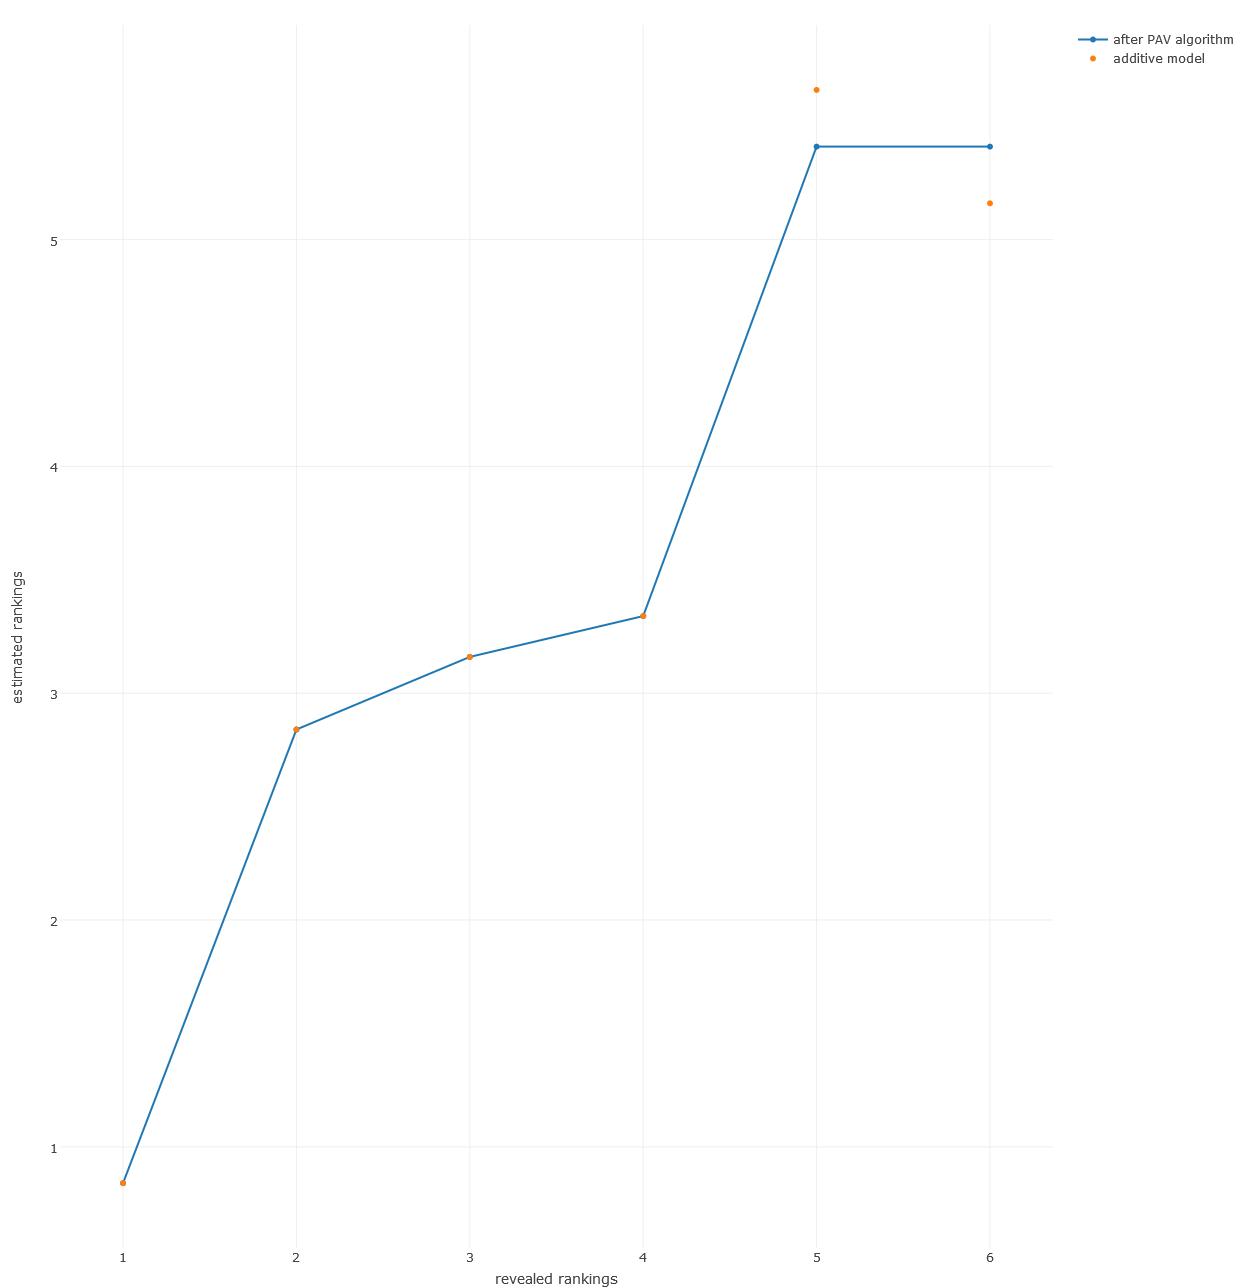 after PAV algorithm
additive model
5
4
3
2
1
estimated rankings
1 2 3 4 5 6
revealed rankings